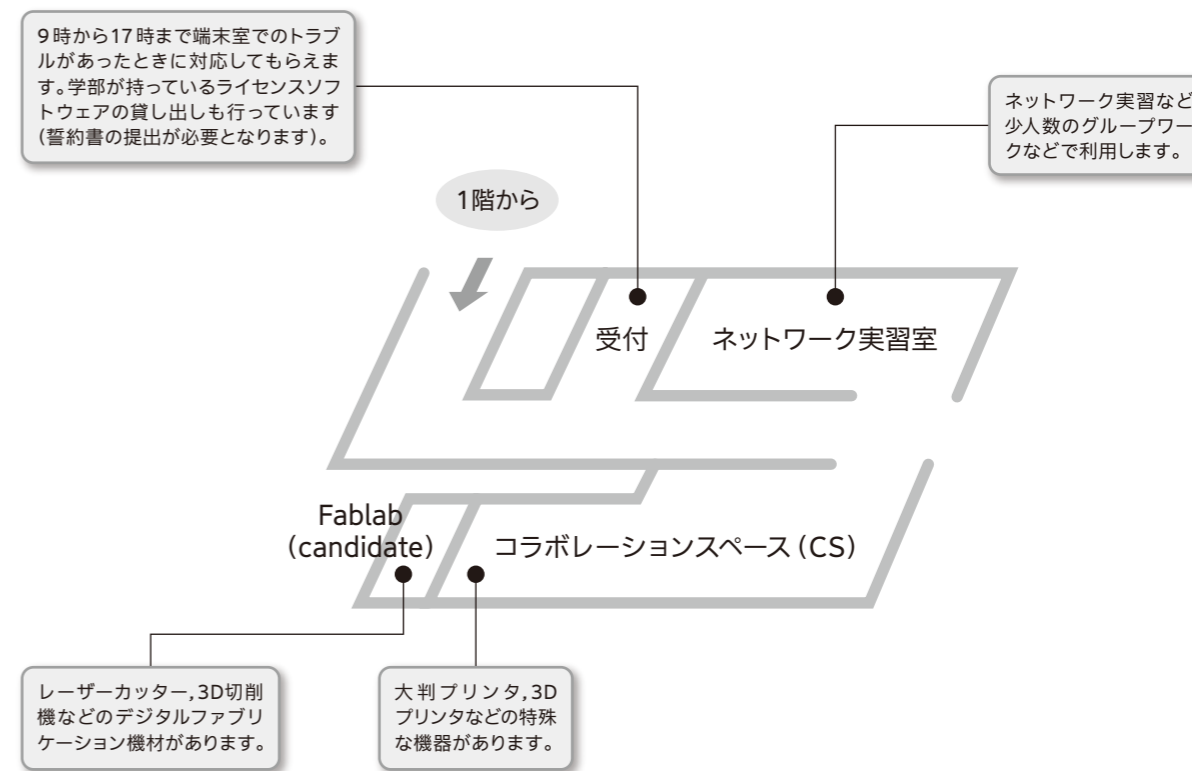 9時から17時まで端末室でのトラブ
ルがあったときに対応してもらえま
す。学部が持っているライセンスソフ
トウェアの貸し出しも行っています
(誓約書の提出が必要となります)。
ネットワーク実習など
少人数のグループワー
クなどで利用します。
1階から
受付
ネットワーク実習室
Fablab
(candidate)
コラボレーションスペース(CS)
レーザーカッター,3D切削
機などのデジタルファブリ
ケーション機材があります。
大判プリンタ,3D
プリンタなどの特殊
な機器があります。